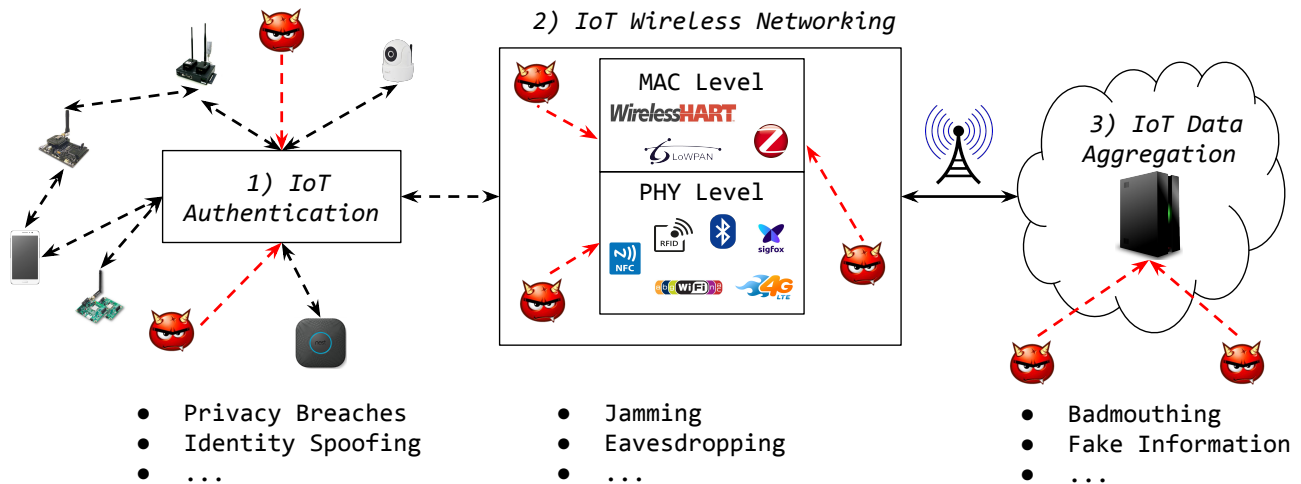 2) IoT Wireless Networking
MAC Level
WirelessHART
6LoWPAN
Z
3) IoT Data
Aggregation
1) IoT
Authentication
PHY Level
RFID
sigfox
NFC
WiFi
4G
LTE
● Privacy Breaches
● Identity Spoofing
● ...
● Jamming
● Eavesdropping
● ...
● Badmouthing
● Fake Information
● ...